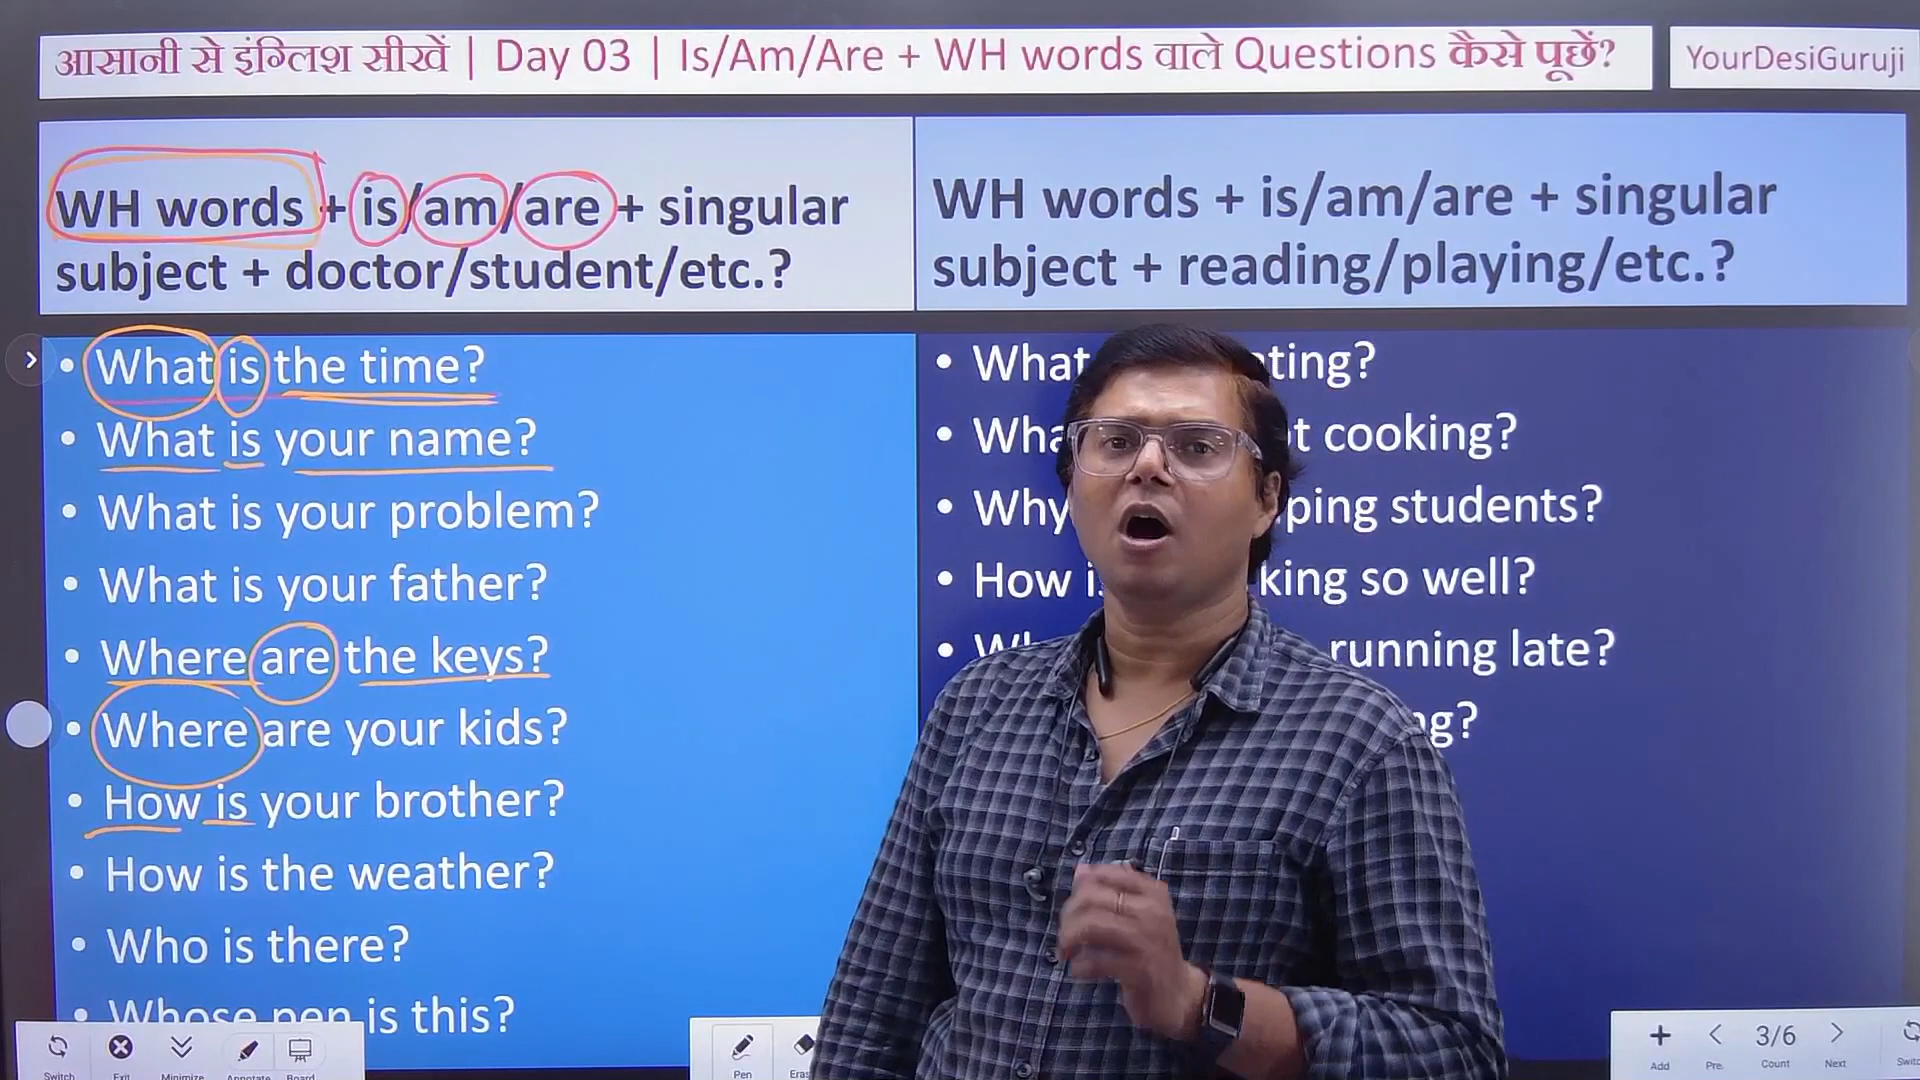 आसानी से इंग्लिश सीखें | Day 03 | Is/Am/Are + WH words वाले Questions कैसे पूछें?
YourDesiGuruji
WH words + is/am/are + singular
subject + doctor/student/etc.?
• What is the time?
• What is your name?
• What is your problem?
• What is your father?
• Where are the keys?
• Where are your kids?
• How is your brother?
• How is the weather?
• Who is there?
• Whose pen is this?
WH words + is/am/are + singular
subject + reading/playing/etc.?
• What
• cooking?
• Why students?
• How so well?
• running late?
Switch
Exit
Minimize
Annotate
Board
Pen
Add
Pre.
3/6
Count
Next